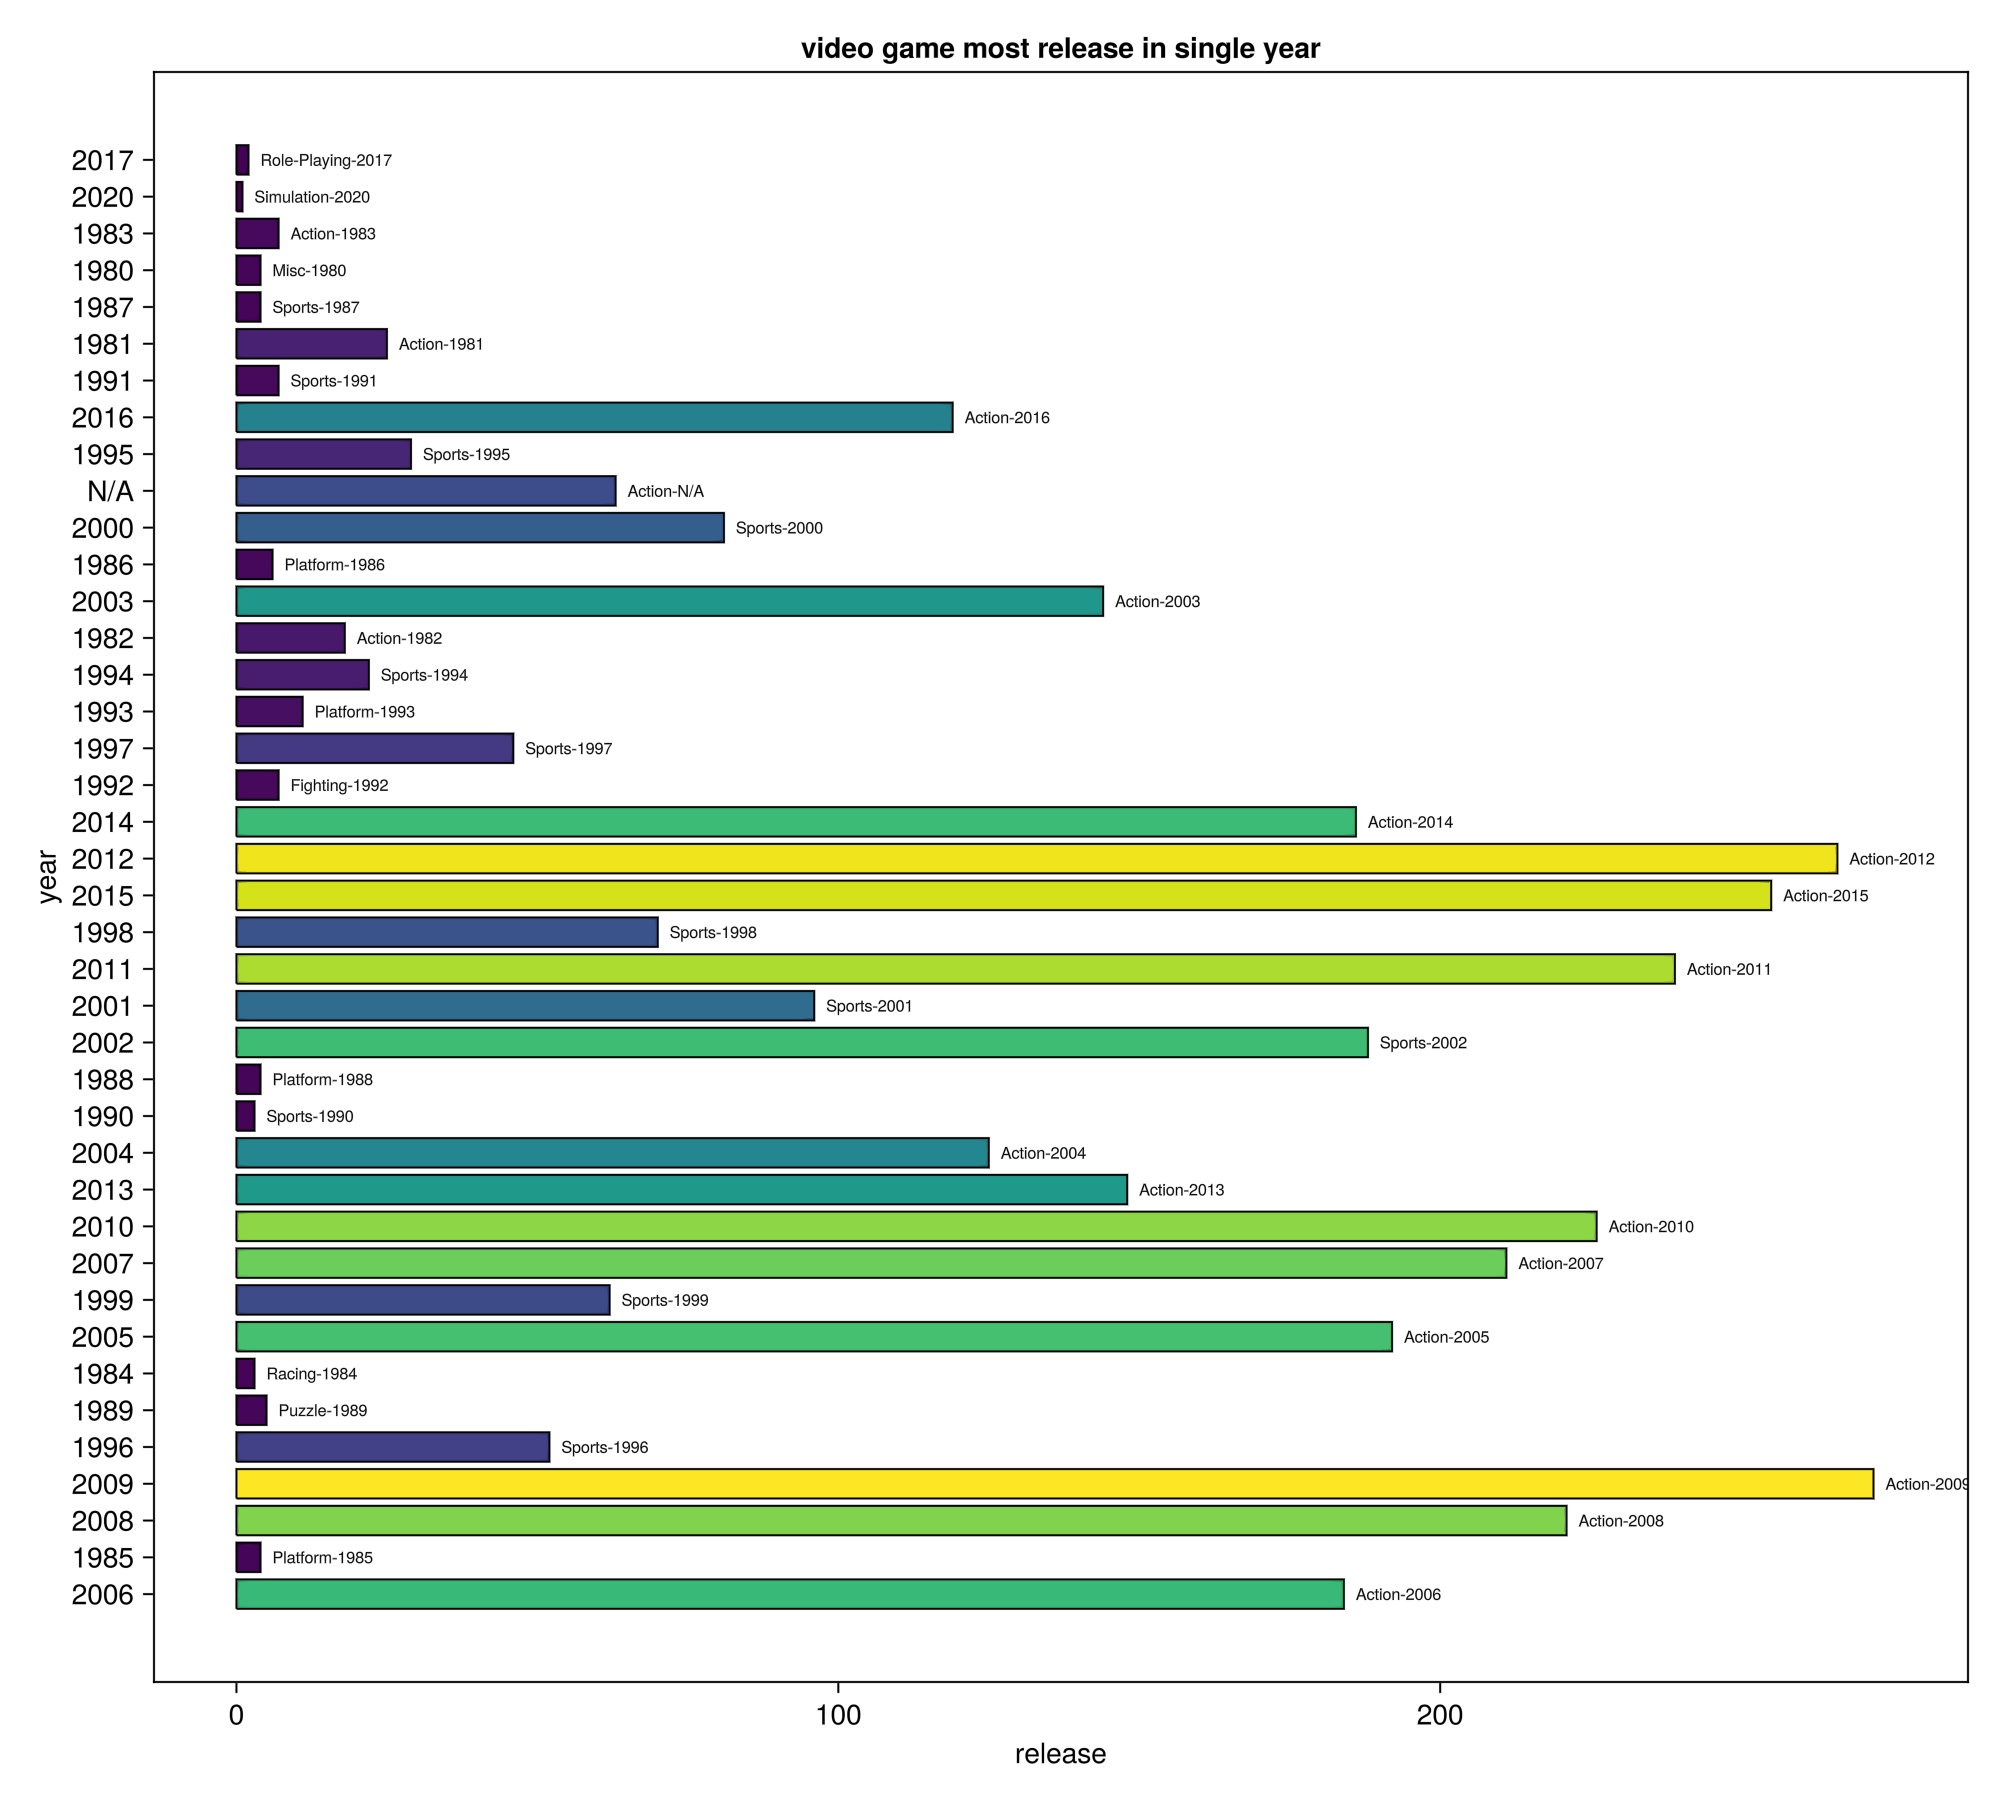 video game most release in single year
2017 Role-Playing-2017
2020 Simulation-2020
1983 Action-1983
1980 Misc-1980
1987 Sports-1987
1981 Action-1981
1991 Sports-1991
2016 Action-2016
1995 Sports-1995
N/A Action-N/A
2000 Sports-2000
1986 Platform-1986
2003 Action-2003
1982 Action-1982
1994 Sports-1994
1993 Platform-1993
1997 Sports-1997
1992 Fighting-1992
2014 Action-2014
2012 Action-2012
year
2015 Action-2015
1998 Sports-1998
2011 Action-2011
2001 Sports-2001
2002 Sports-2002
1988 Platform-1988
1990 Sports-1990
2004 Action-2004
2013 Action-2013
2010 Action-2010
2007 Action-2007
1999 Sports-1999
2005 Action-2005
1984 Racing-1984
1989 Puzzle-1989
1996 Sports-1996
2009 Action-2009
2008 Action-2008
1985 Platform-1985
2006 Action-2006
0 100 200
release